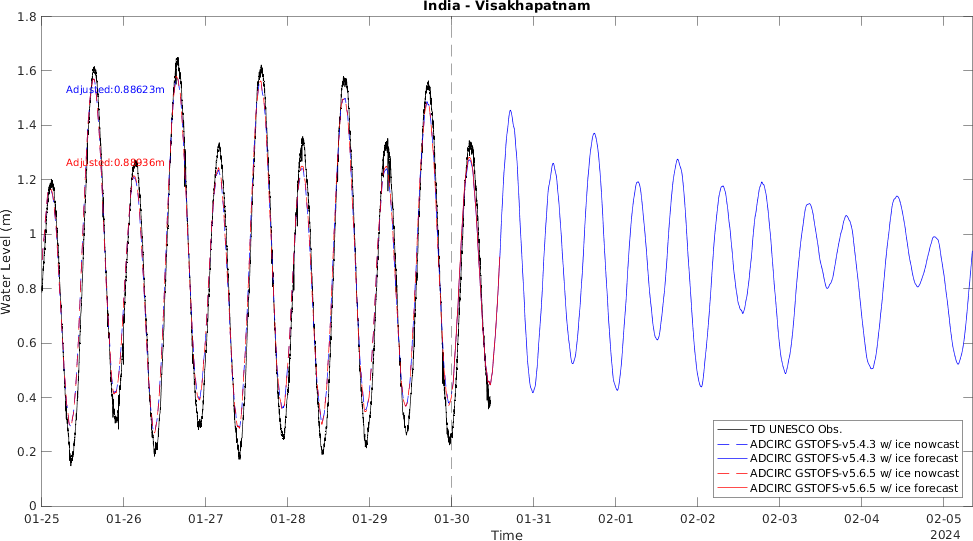 India - Visakhapatnam
1.8
1.6
1.4
1.2
1
0.8
0.6
0.4
0.2
0
Water Level (m)
Adjusted:0.88623m
Adjusted:0.88936m
TD UNESCO Obs.
ADCIRC GSTOFS-v5.4.3 w/ ice nowcast
ADCIRC GSTOFS-v5.4.3 w/ ice forecast
ADCIRC GSTOFS-v5.6.5 w/ ice nowcast
ADCIRC GSTOFS-v5.6.5 w/ ice forecast
01-25 01-26 01-27 01-28 01-29 01-30 01-31 02-01 02-02 02-03 02-04 02-05
2024
Time